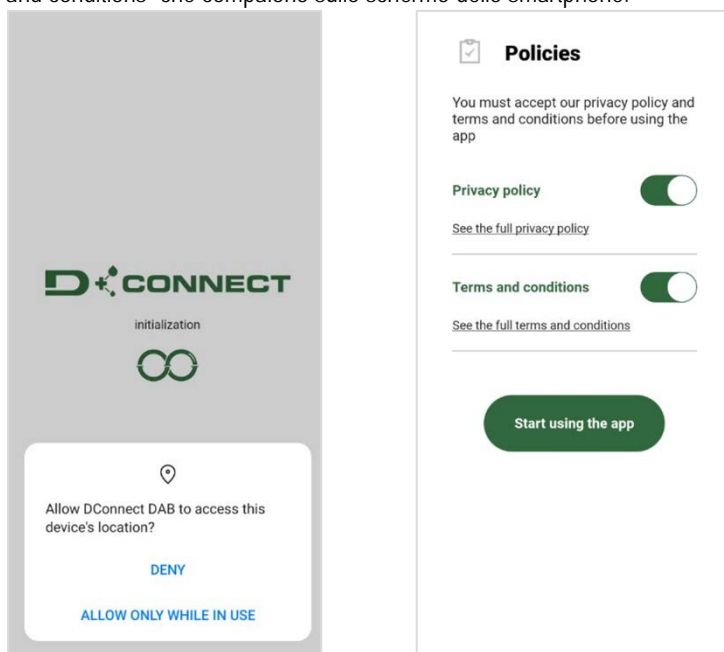 and conditions" che compaiono sullo schermo dello smartphone.
D CONNECT
initialization
Allow DConnect DAB to access this
device's location?
DENY
ALLOW ONLY WHILE IN USE
Policies
You must accept our privacy policy and
terms and conditions before using the
app
Privacy policy
See the full privacy policy
Terms and conditions
See the full terms and conditions
Start using the app